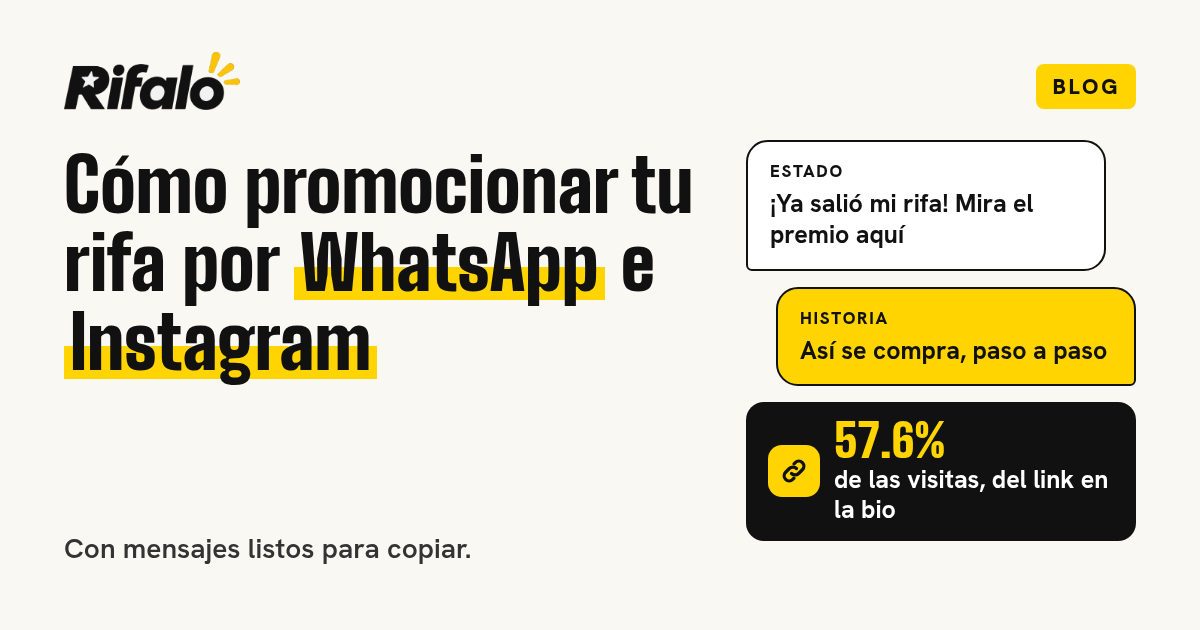 Rifalo
BLOG
Cómo promocionar tu
rifa por WhatsApp e
Instagram
ESTADO
¡Ya salió mi rifa! Mira el
premio aquí
HISTORIA
Así se compra, paso a paso
57.6%
de las visitas, del link en
la bio
Con mensajes listos para copiar.